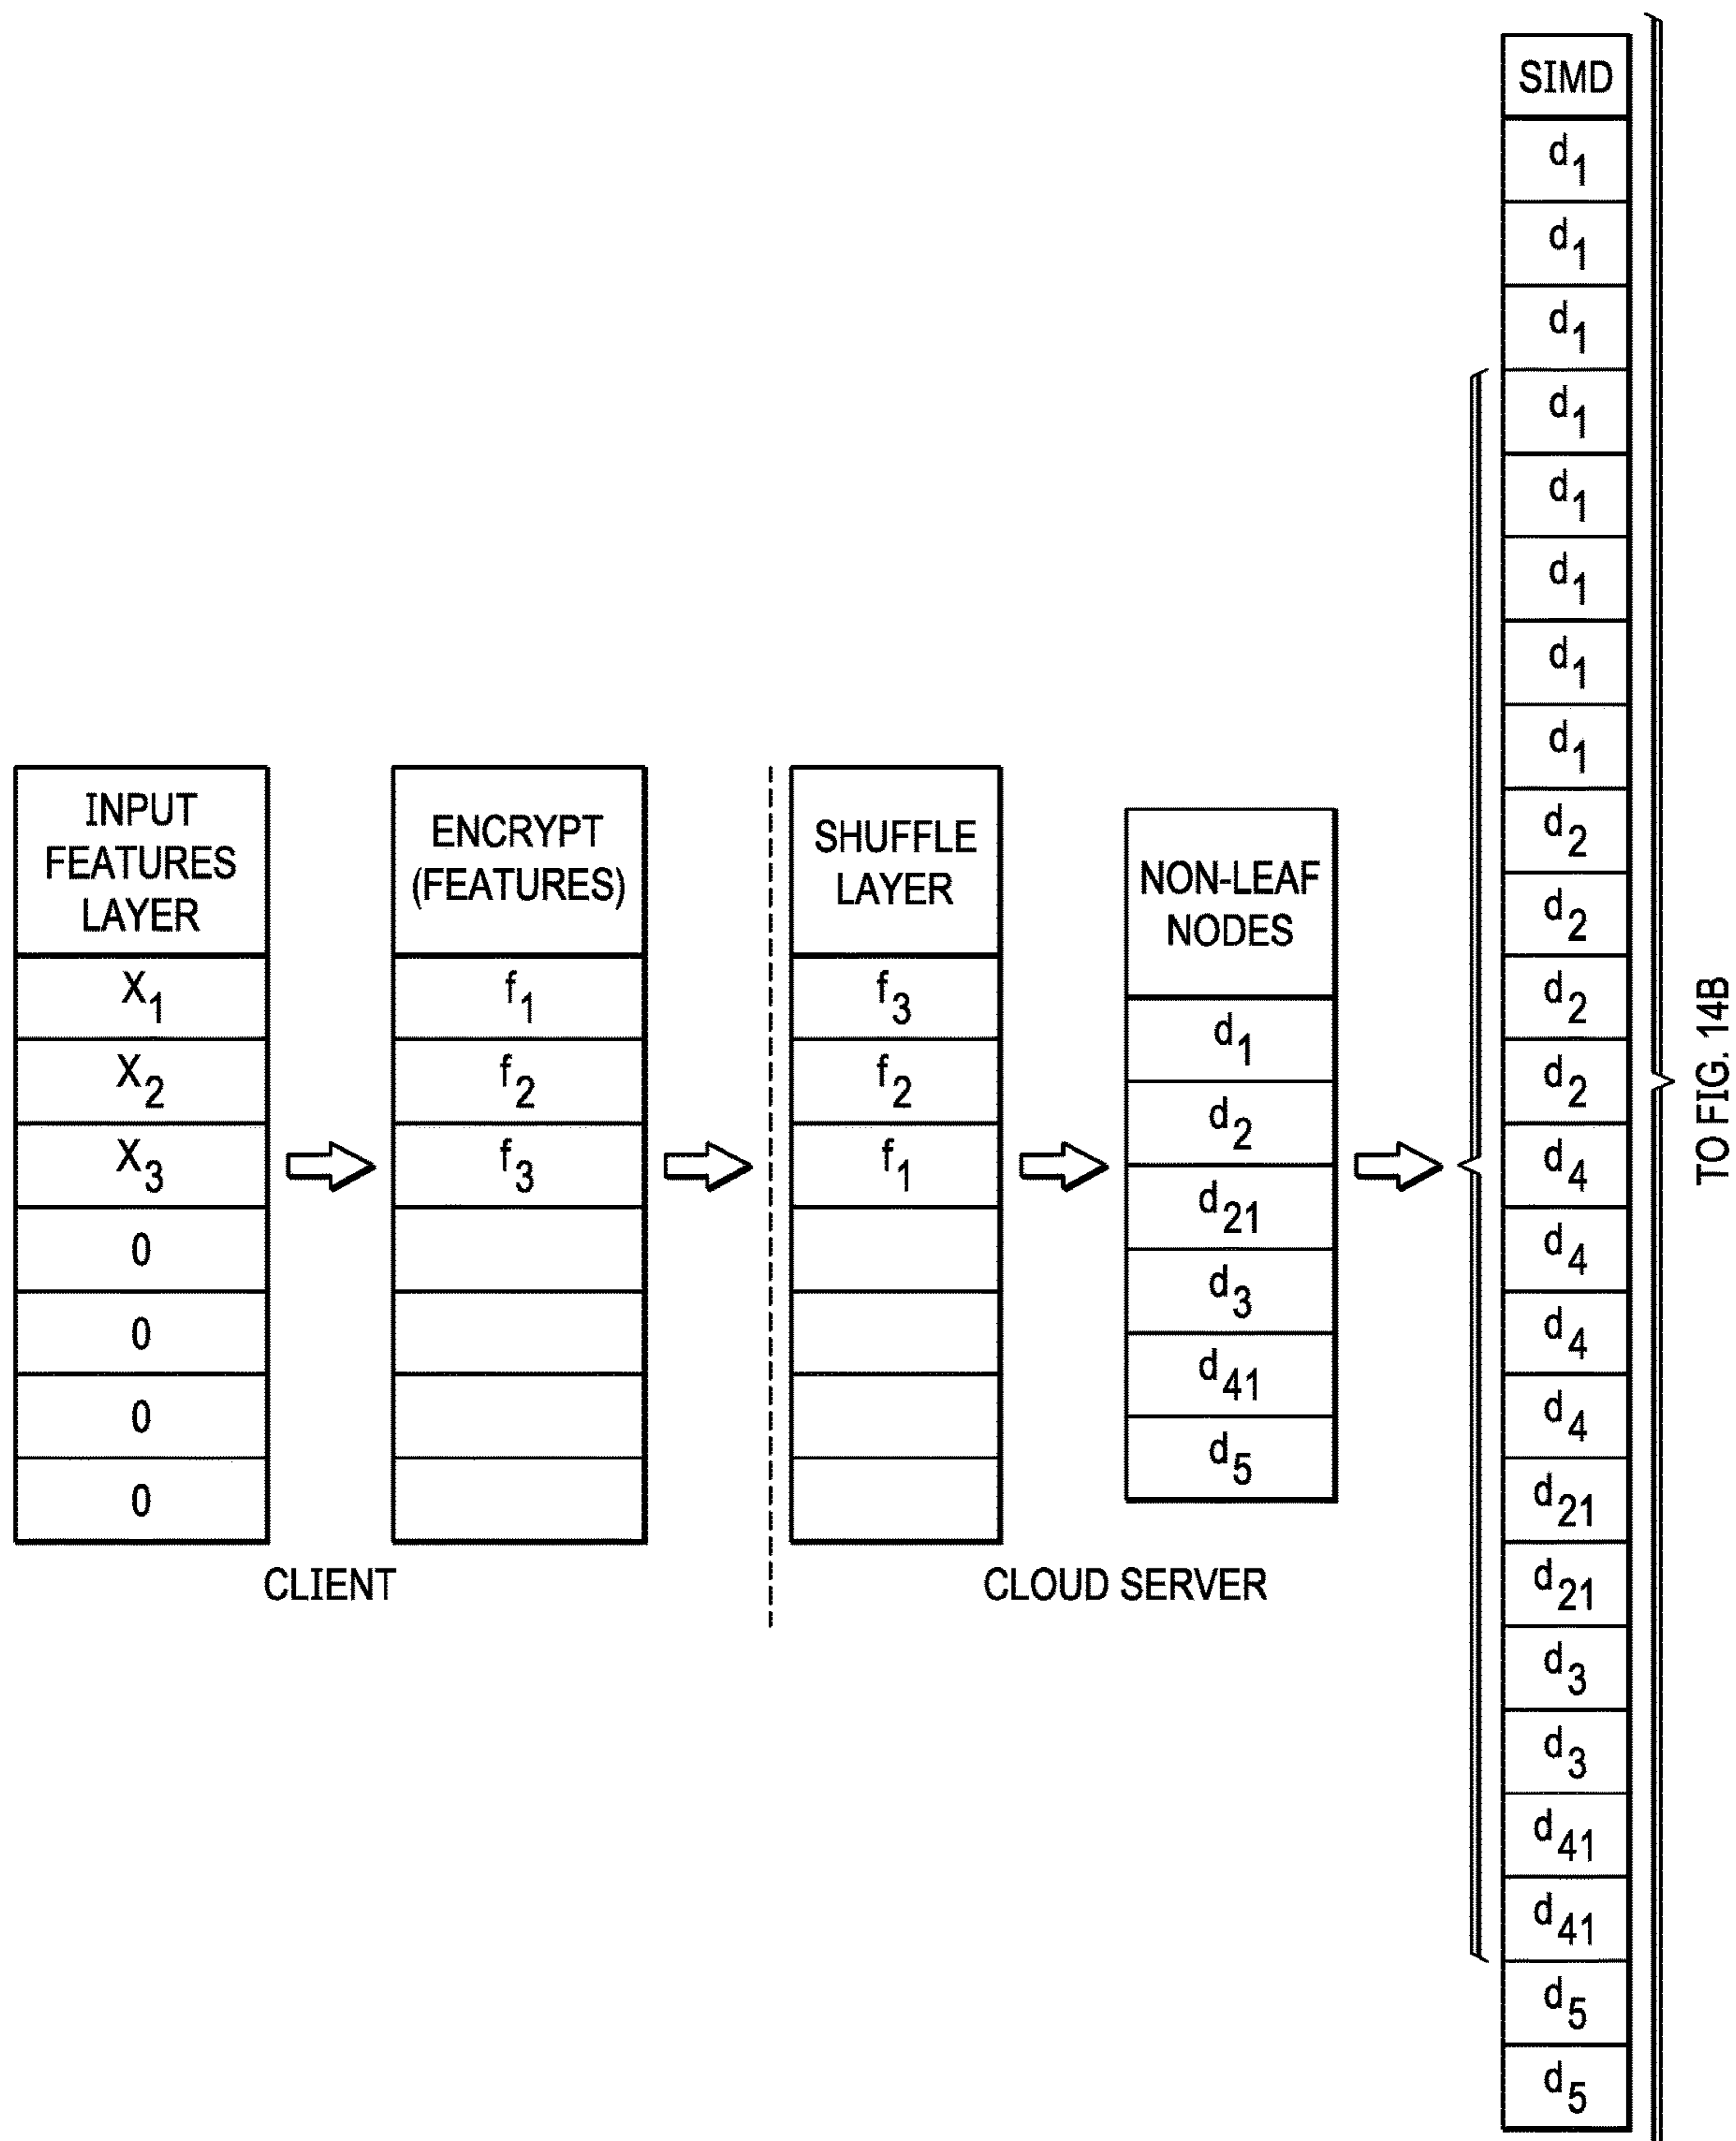 INPUT
FEATURES
LAYER
X1
X2
X3
0
0
0
0
ENCRYPT
(FEATURES)
f1
f2
f3
CLIENT
SHUFFLE
LAYER
f3
f2
f1
NON-LEAF
NODES
d1
d2
d21
d3
d41
d5
CLOUD SERVER
SIMD
d1
d1
d1
d1
d1
d1
d1
d1
d2
d2
d2
d2
d4
d4
d4
d4
d21
d21
d3
d3
d41
d41
d5
d5
TO FIG. 14B